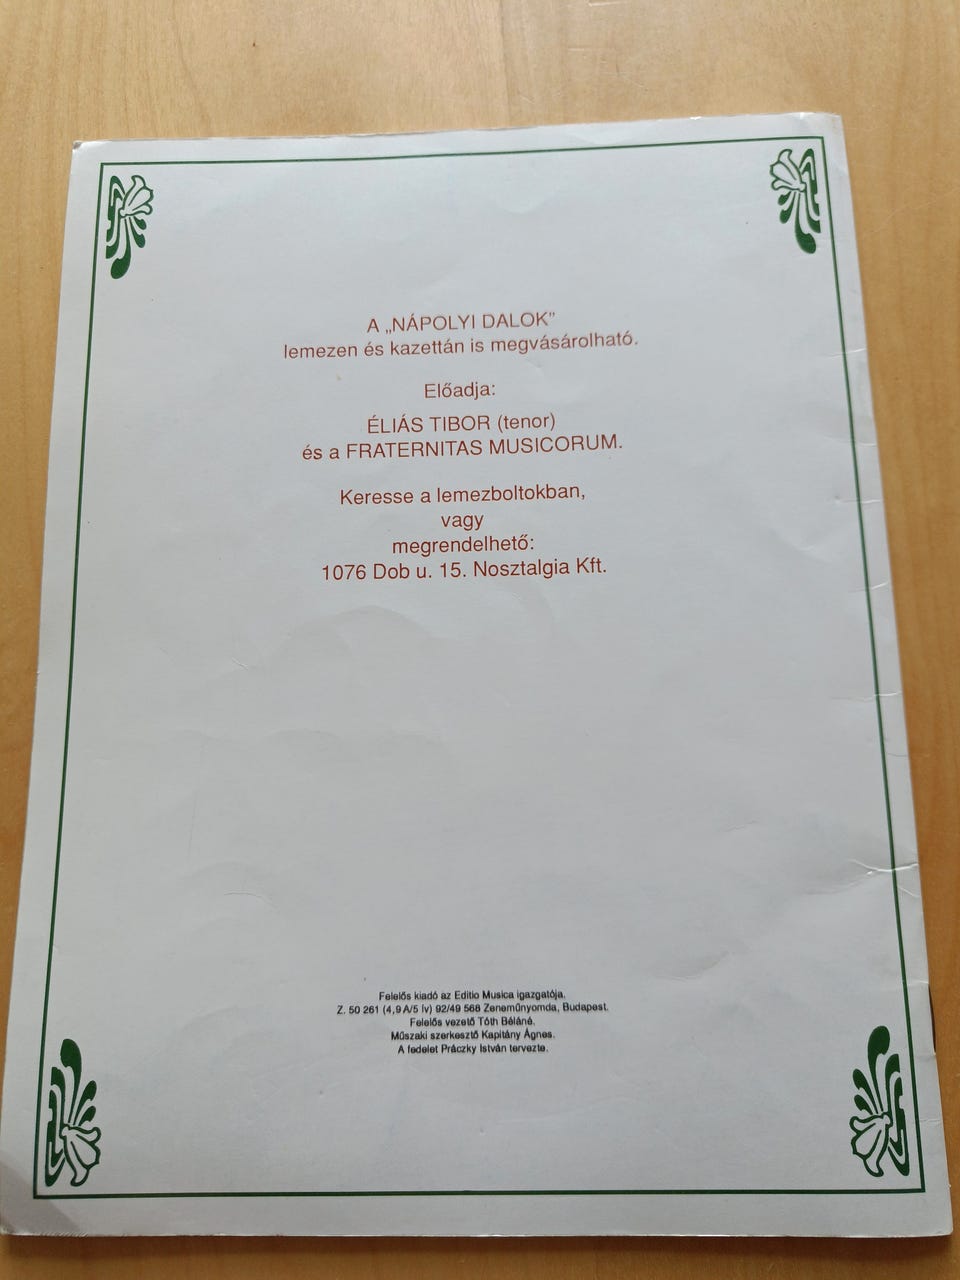 A „NÁPOLYI DALOK”
lemezen és kazettán is megvásárolható.
Előadja:
ÉLIÁS TIBOR (tenor)
és a FRATERNITAS MUSICORUM.
Keresse a lemezboltokban,
vagy
megrendelhető:
1076 Dob u. 15. Nosztalgia Kft.
Felelős kiadó az Editio Musica igazgatója.
Z. 50 261 (4,9 A/5 ív) 92/49 568 Zeneműnyomda, Budapest.
Felelős vezető Tóth Béláné.
Műszaki szerkesztő Kapitány Ágnes.
A fedelet Práczky István tervezte.